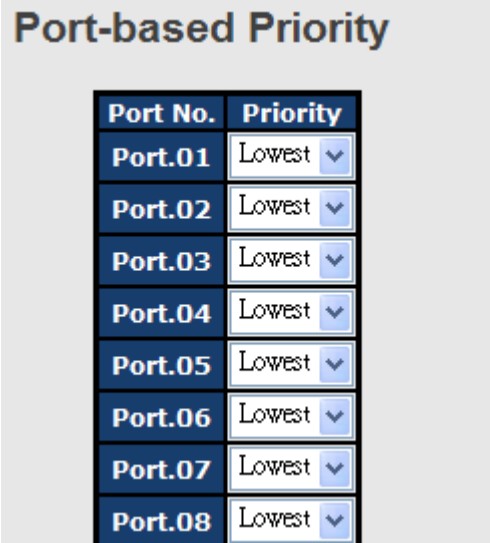 Port-based Priority
Port No. Priority
Port.01 Lowest
Port.02 Lowest
Port.03 Lowest
Port.04 Lowest
Port.05 Lowest
Port.06 Lowest
Port.07 Lowest
Port.08 Lowest